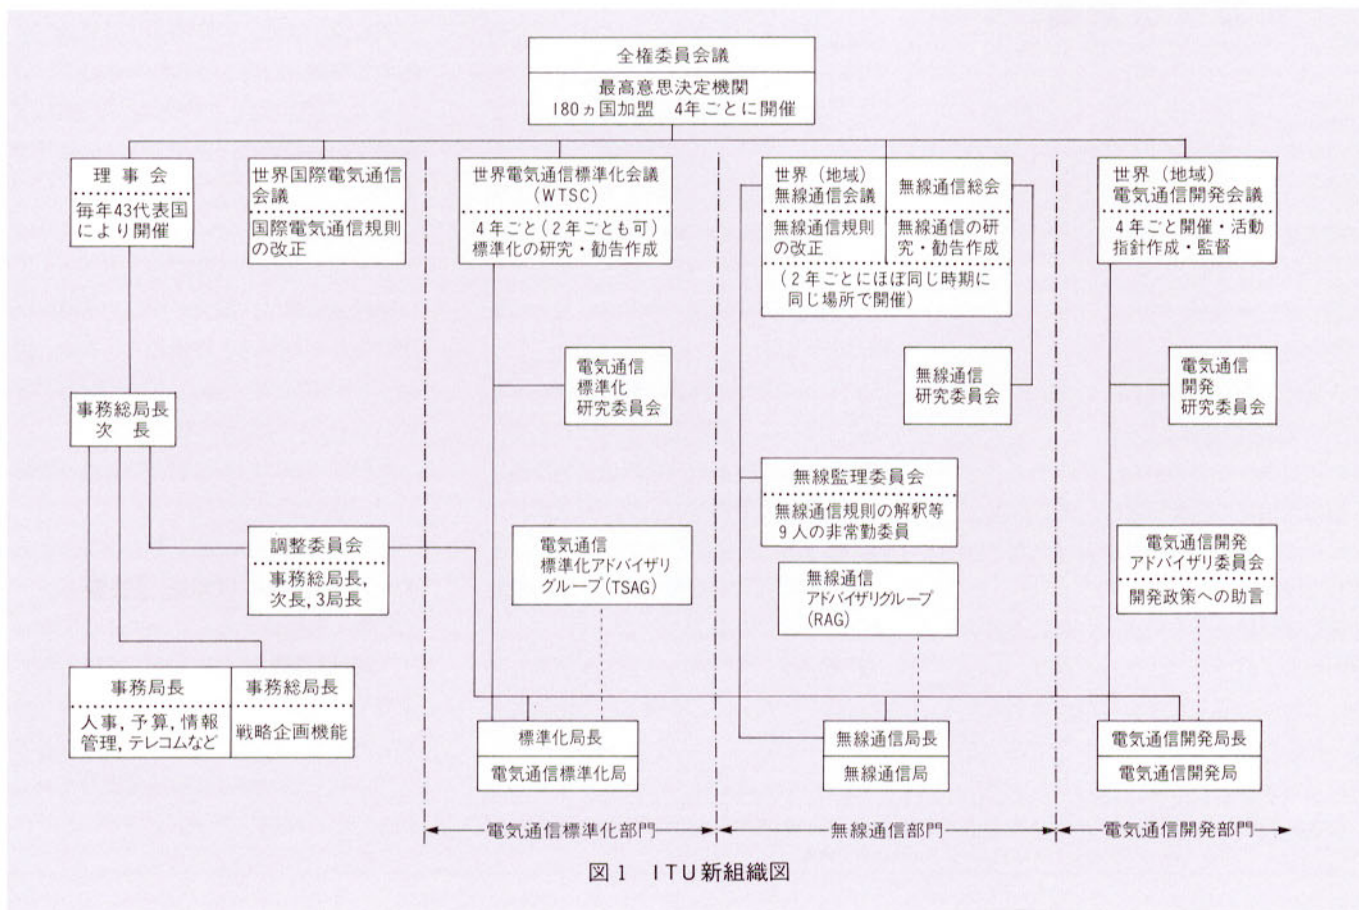 全権委員会議
最高意思決定機関
180ヵ国加盟 4年ごとに開催
理 事 会
毎年43代表国
により開催
世界国際電気通信
会議
国際電気通信規則
の改正
世界電気通信標準化会議
(WTSC)
4年ごと(2年ごとも可)
標準化の研究・勧告作成
世界(地域)
無線通信会議
無線通信規則
の改正
無線通信総会
無線通信の研
究・勧告作成
(2年ごとにほぼ同じ時期に
同じ場所で開催)
世界(地域)
電気通信開発会議
4年ごと開催・活動
指針作成・監督
電気通信
標準化
研究委員会
無線通信
研究委員会
電気通信
開発
研究委員会
事務総局長
次 長
無線監理委員会
無線通信規則の解釈等
9人の非常勤委員
調整委員会
事務総局長,
次長, 3局長
電気通信
標準化アドバイザリ
グループ(TSAG)
無線通信
アドバイザリグループ
(RAG)
電気通信開発
アドバイザリ委員会
開発政策への助言
事務局長
人事, 予算, 情報
管理, テレコムなど
事務総局長
戦略企画機能
標準化局長
電気通信標準化局
無線通信局長
無線通信局
電気通信開発局長
電気通信開発局
電気通信標準化部門
無線通信部門
電気通信開発部門
図1 ITU新組織図